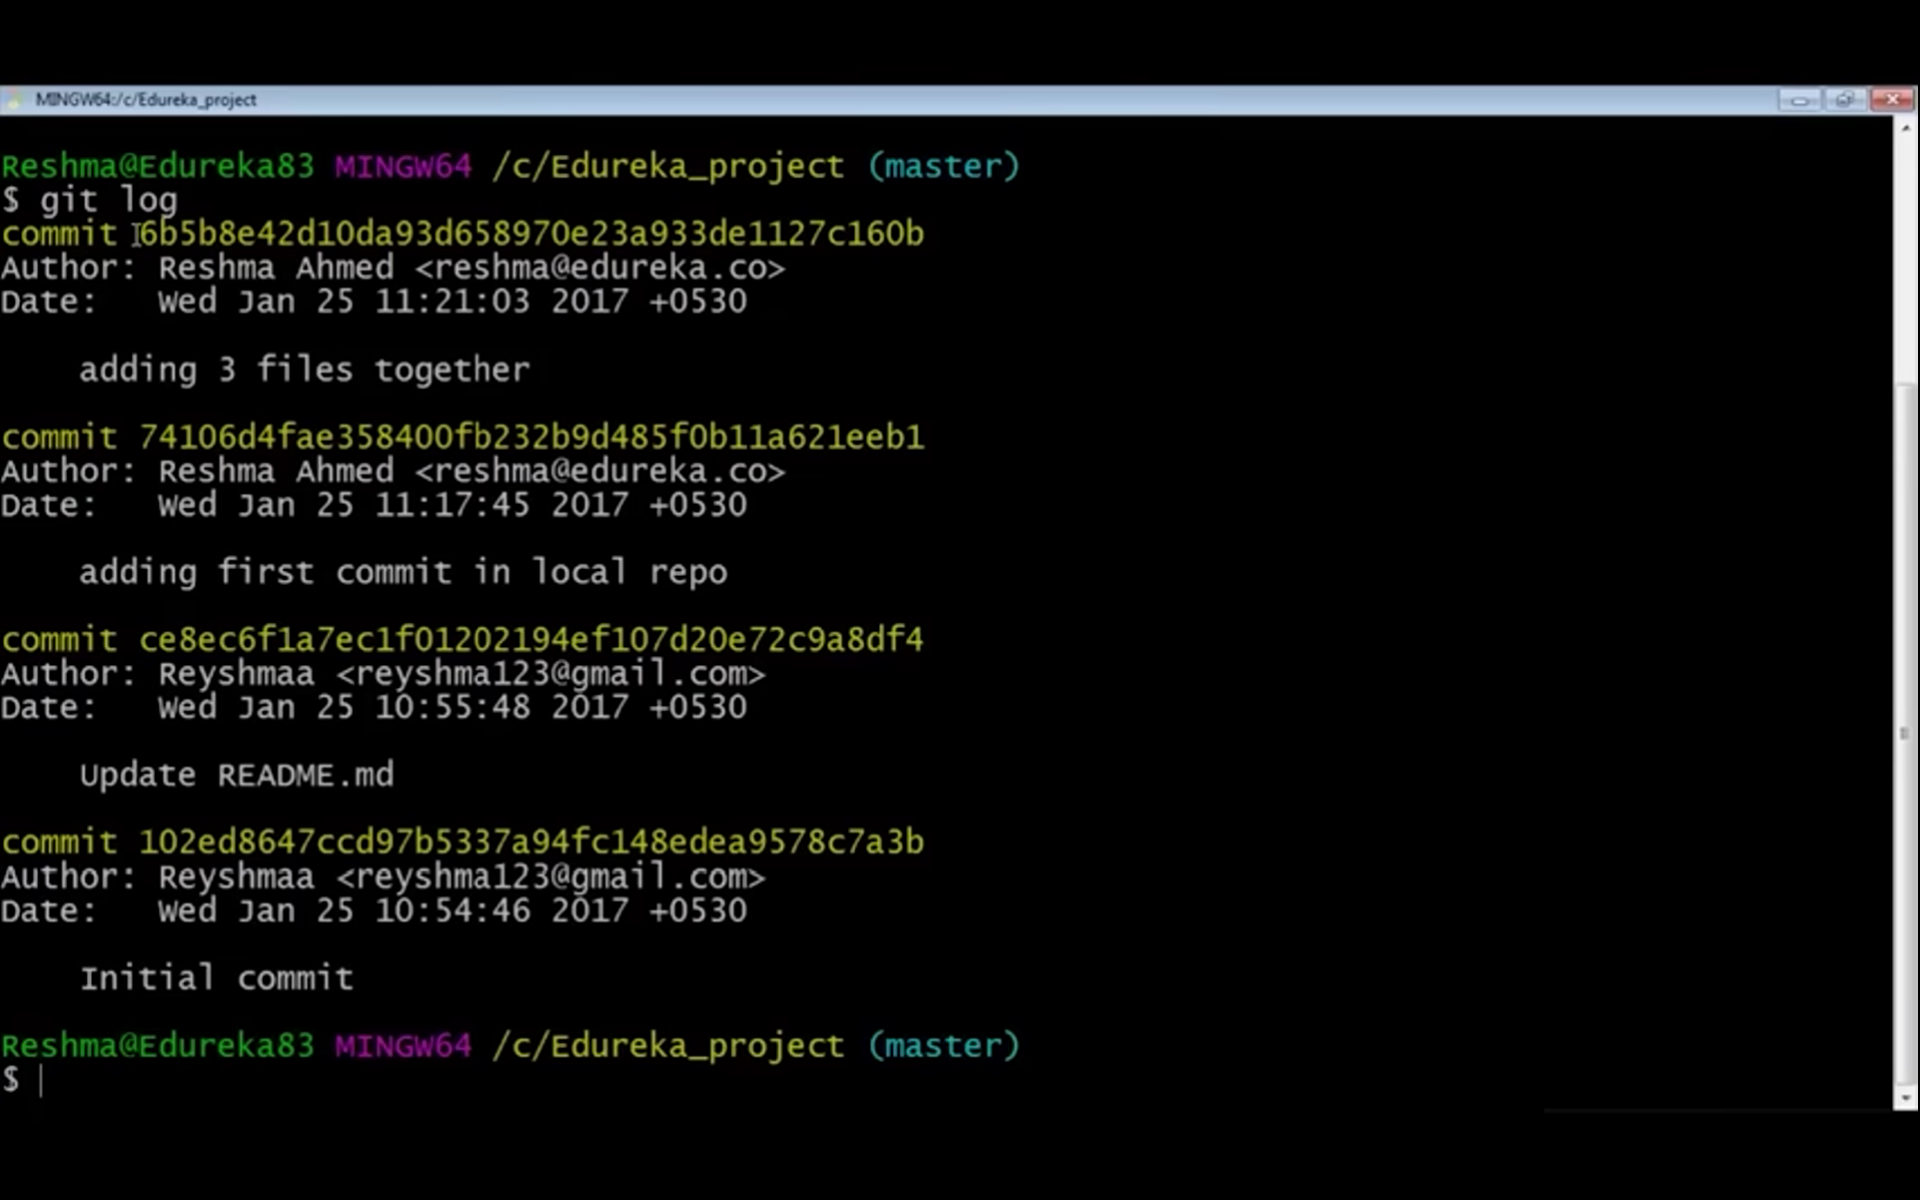 MINGW64:/c/Edureka_project
Reshma@Edureka83 MINGW64 /c/Edureka_project (master)
$ git log
commit 6b5b8e42d10da93d658970e23a933de1127c160b
Author: Reshma Ahmed <reshma@edureka.co>
Date:   Wed Jan 25 11:21:03 2017 +0530
adding 3 files together
commit 74106d4fae358400fb232b9d485f0b11a621eeb1
Author: Reshma Ahmed <reshma@edureka.co>
Date:   Wed Jan 25 11:17:45 2017 +0530
adding first commit in local repo
commit ce8ec6f1a7ec1f01202194ef107d20e72c9a8df4
Author: Reyshmaa <reyshma123@gmail.com>
Date:   Wed Jan 25 10:55:48 2017 +0530
Update README.md
commit 102ed8647ccd97b5337a94fc148edea9578c7a3b
Author: Reyshmaa <reyshma123@gmail.com>
Date:   Wed Jan 25 10:54:46 2017 +0530
Initial commit
Reshma@Edureka83 MINGW64 /c/Edureka_project (master)
$